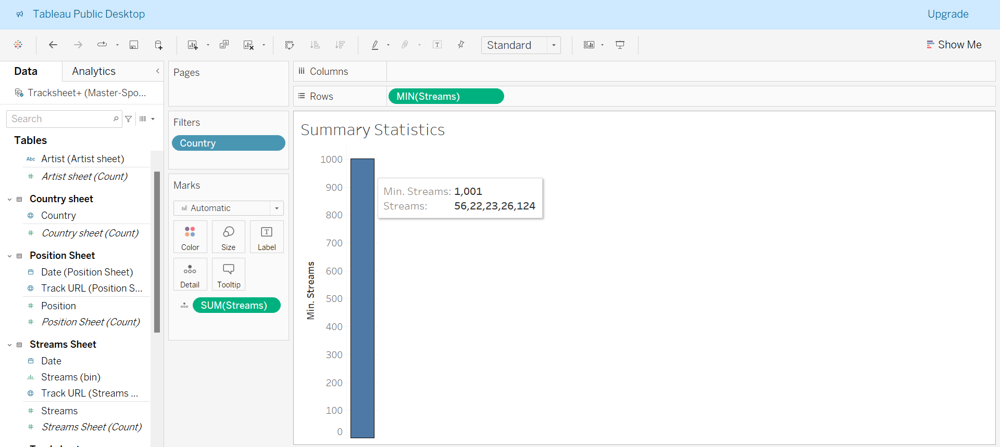 Tableau Public Desktop
Upgrade
Standard
Show Me
Data
Analytics
Tracksheet+ (Master-Spo...
Search
Tables
Abc Artist (Artist sheet)
Artist sheet (Count)
Country sheet
Country
Country sheet (Count)
Position Sheet
Date (Position Sheet)
Track URL (Position S...
Position
Position Sheet (Count)
Streams Sheet
Date
Streams (bin)
Track URL (Streams ...
Streams
Streams Sheet (Count)
Pages
Filters
Country
Marks
Automatic
Color
Size
Label
Detail
Tooltip
SUM(Streams)
Columns
Rows
MIN(Streams)
Summary Statistics
Min. Streams
1000
900
800
700
600
500
400
300
200
100
0
Min. Streams: 1,001
Streams: 56,22,23,26,124